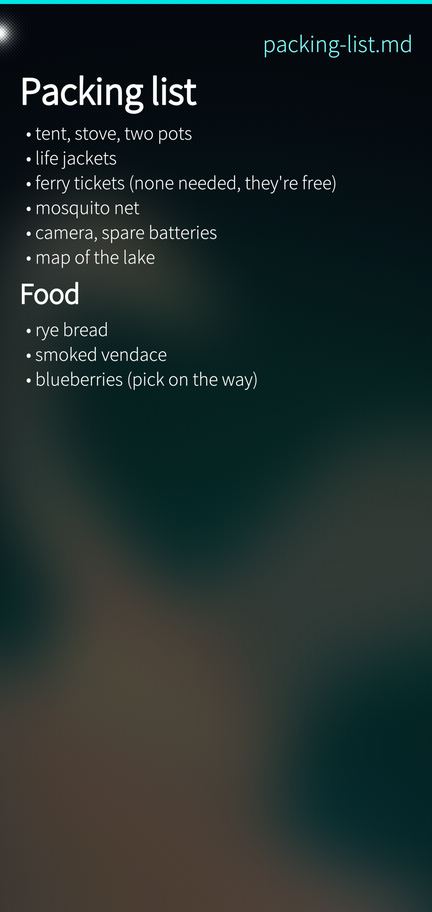 packing-list.md
Packing list
• tent, stove, two pots
• life jackets
• ferry tickets (none needed, they're free)
• mosquito net
• camera, spare batteries
• map of the lake
Food
• rye bread
• smoked vendace
• blueberries (pick on the way)